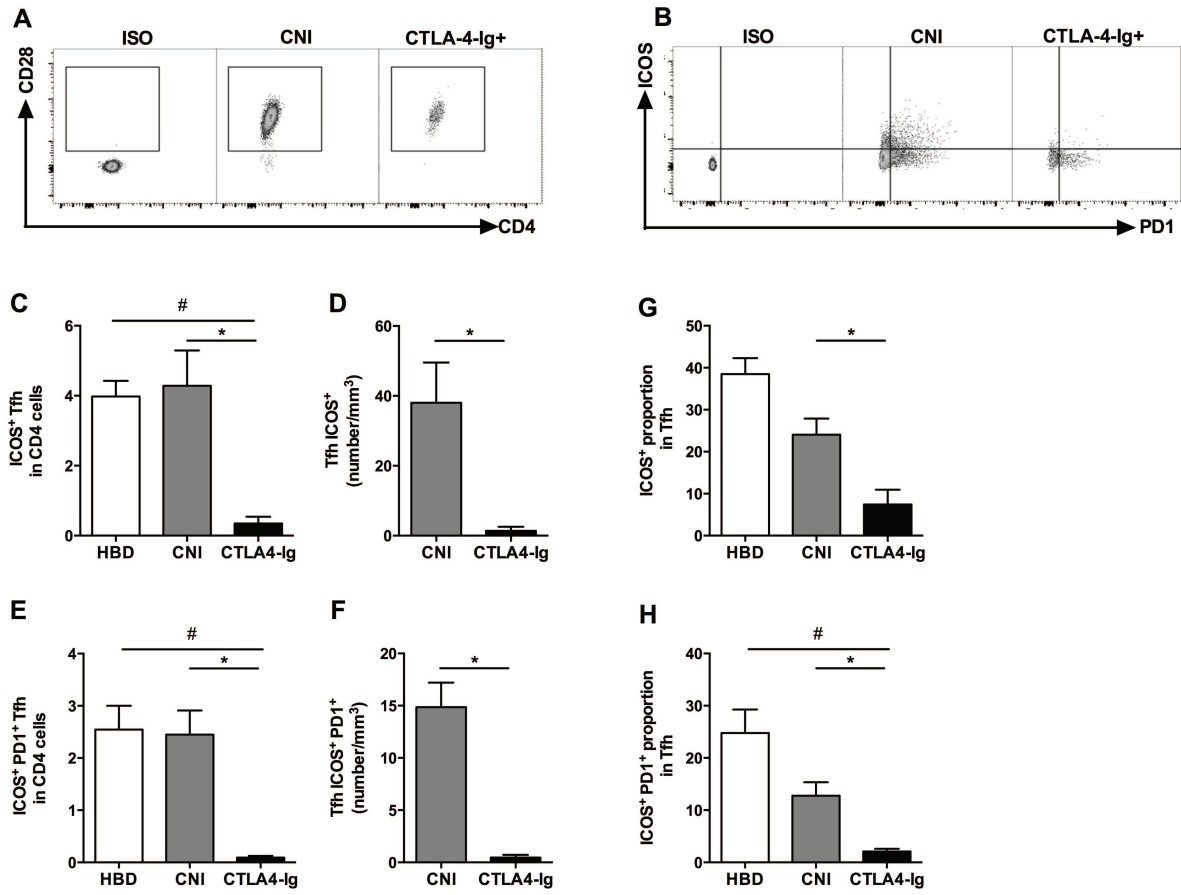 A
ISO CNI CTLA-4-Ig+
CD28
CD4
B
ISO CNI CTLA-4-Ig+
ICOS
PD1
C
#
*
ICOS⁺ Tfh
in CD4 cells
6
4
2
0
HBD CNI CTLA4-Ig
D
*
Tfh ICOS⁺
(number/mm³)
60
40
20
0
CNI CTLA4-Ig
G
*
ICOS⁺ proportion
in Tfh
50
40
30
20
10
0
HBD CNI CTLA4-Ig
E
#
*
ICOS⁺ PD1⁺ Tfh
in CD4 cells
4
3
2
1
0
HBD CNI CTLA4-Ig
F
*
Tfh ICOS⁺ PD1⁺
(number/mm³)
20
15
10
5
0
CNI CTLA4-Ig
H
#
*
ICOS⁺ PD1⁺ proportion
in Tfh
40
30
20
10
0
HBD CNI CTLA4-Ig